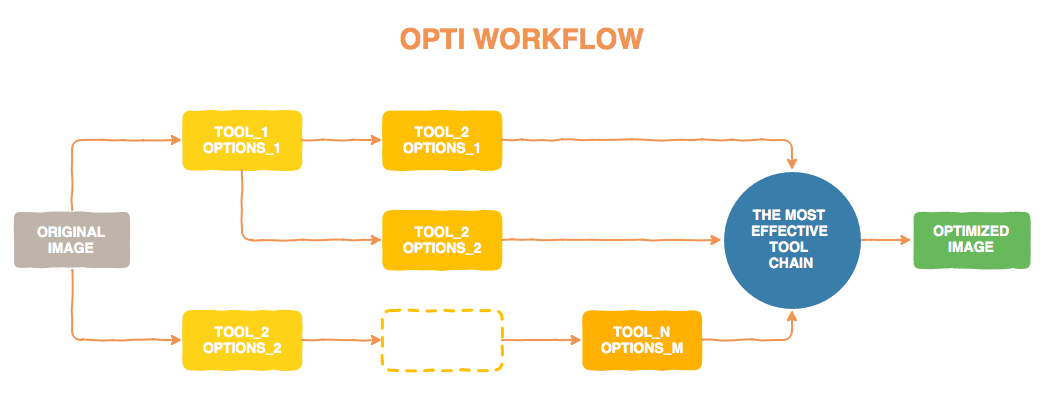 OPTI WORKFLOW
TOOL_1
OPTIONS_1
TOOL_2
OPTIONS_1
ORIGINAL
IMAGE
TOOL_2
OPTIONS_2
THE MOST
EFFECTIVE
TOOL
CHAIN
OPTIMIZED
IMAGE
TOOL_2
OPTIONS_2
TOOL_N
OPTIONS_M